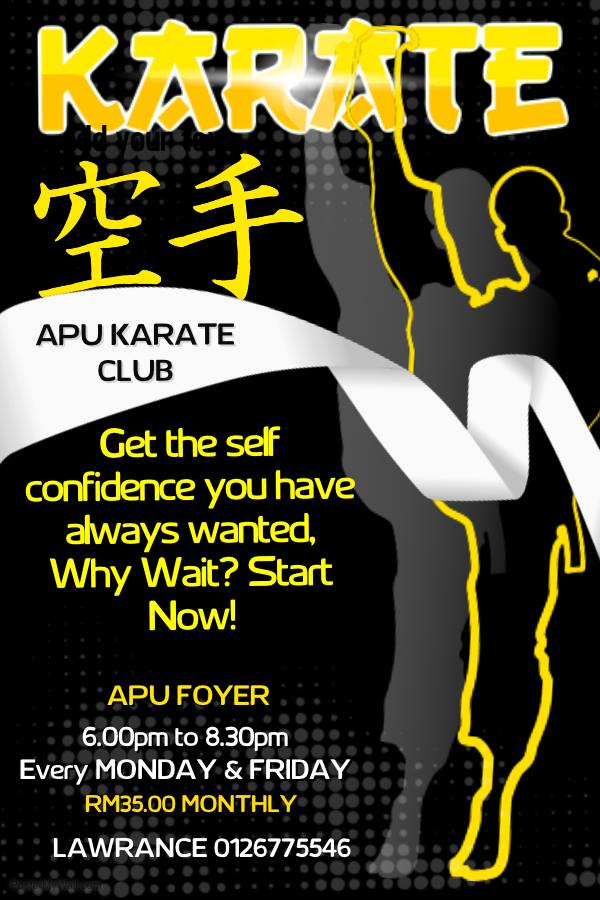 KARATE
空手
APU KARATE
CLUB
Get the self
confidence you have
always wanted,
Why Wait? Start
Now!
APU FOYER
6.00pm to 8.30pm
Every MONDAY & FRIDAY
RM35.00 MONTHLY
LAWRANCE 0126775546